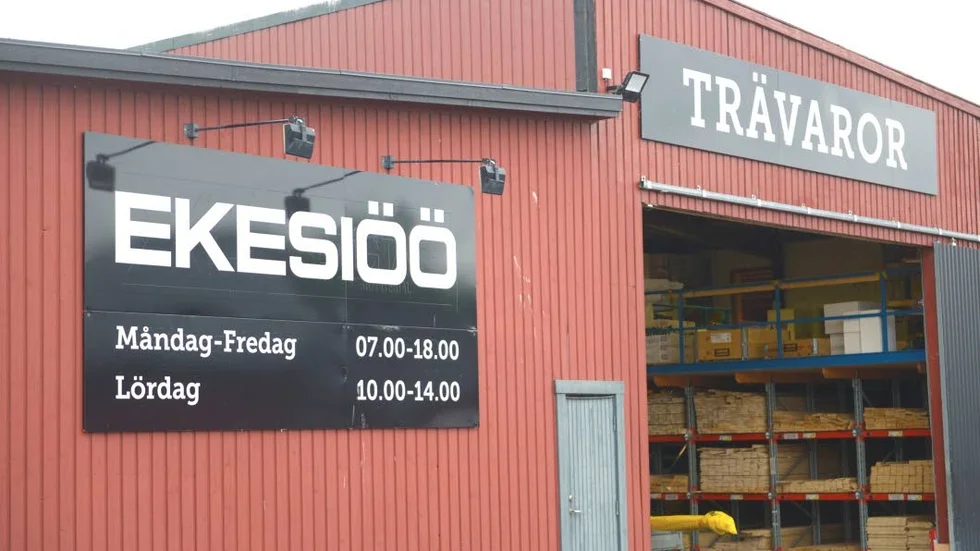 TRÄVAROR
EKESIÖÖ
Måndag-Fredag 07.00-18.00
Lördag 10.00-14.00